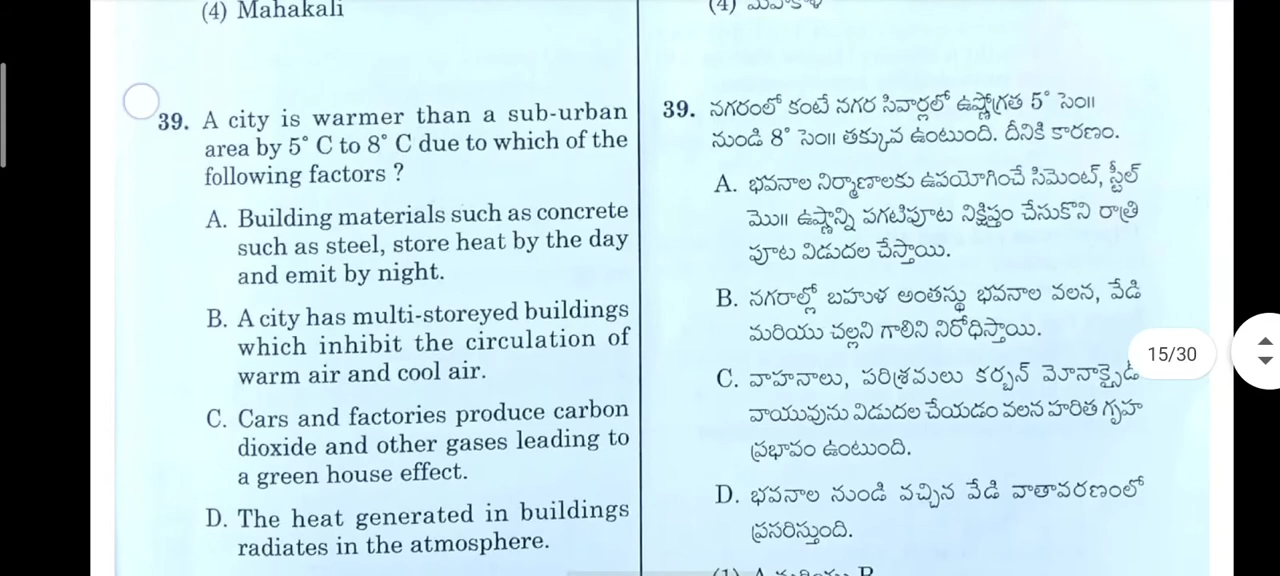 (4) Mahakali
39. A city is warmer than a sub-urban
area by 5° C to 8° C due to which of the
following factors ?
A. Building materials such as concrete
such as steel, store heat by the day
and emit by night.
B. A city has multi-storeyed buildings
which inhibit the circulation of
warm air and cool air.
C. Cars and factories produce carbon
dioxide and other gases leading to
a green house effect.
D. The heat generated in buildings
radiates in the atmosphere.
(4)
39. నగరంలో కంటే నగర సివార్లలో ఉష్ణోగ్రత 5° సెం॥
నుండి 8° సెం॥ తక్కువ ఉంటుంది. దీనికి కారణం.
A. భవనాల నిర్మాణాలకు ఉపయోగించే సిమెంట్, స్టీల్
మొ॥ ఉష్ణాన్ని పగటిపూట నిక్షిప్తం చేసుకొని రాత్రి
పూట విడుదల చేస్తాయి.
B. నగరాల్లో బహుళ అంతస్థు భవనాల వలన, వేడి
మరియు చల్లని గాలిని నిరోధిస్తాయి.
C. వాహనాలు, పరిశ్రమలు కర్బన్ మోనాక్సైడ్
వాయువును విడుదల చేయడం వలన హరిత గృహ
ప్రభావం ఉంటుంది.
D. భవనాల నుండి వచ్చిన వేడి వాతావరణంలో
ప్రసరిస్తుంది.
15/30